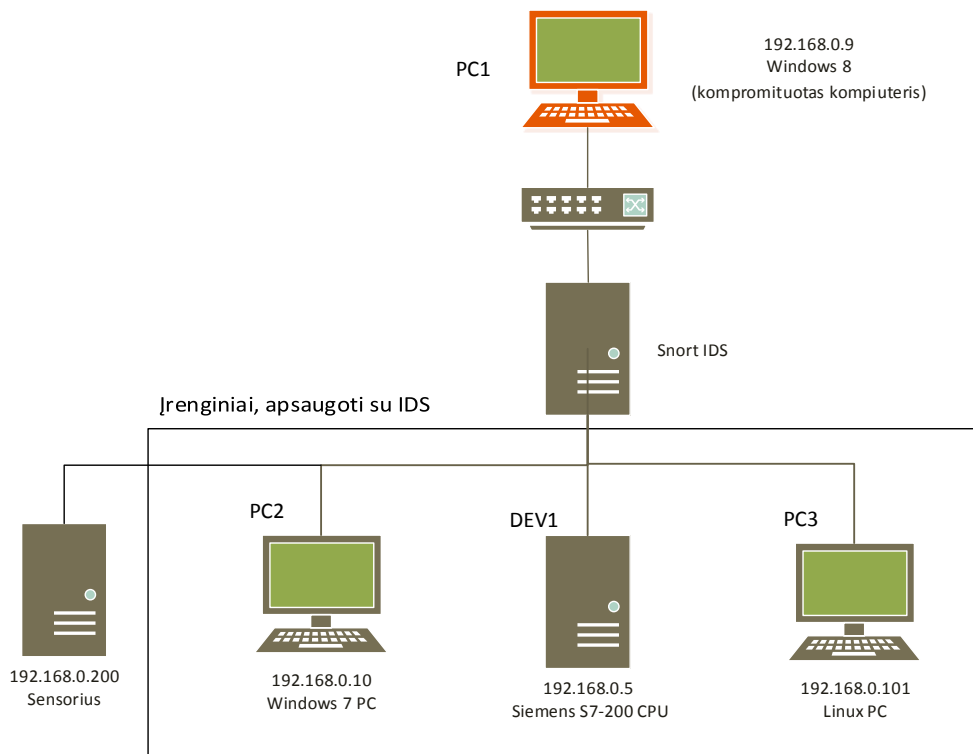 PC1
192.168.0.9
Windows 8
(kompromituotas kompiuteris)
Snort IDS
Įrenginiai, apsaugoti su IDS
PC2
DEV1
PC3
192.168.0.200
Sensorius
192.168.0.10
Windows 7 PC
192.168.0.5
Siemens S7-200 CPU
192.168.0.101
Linux PC